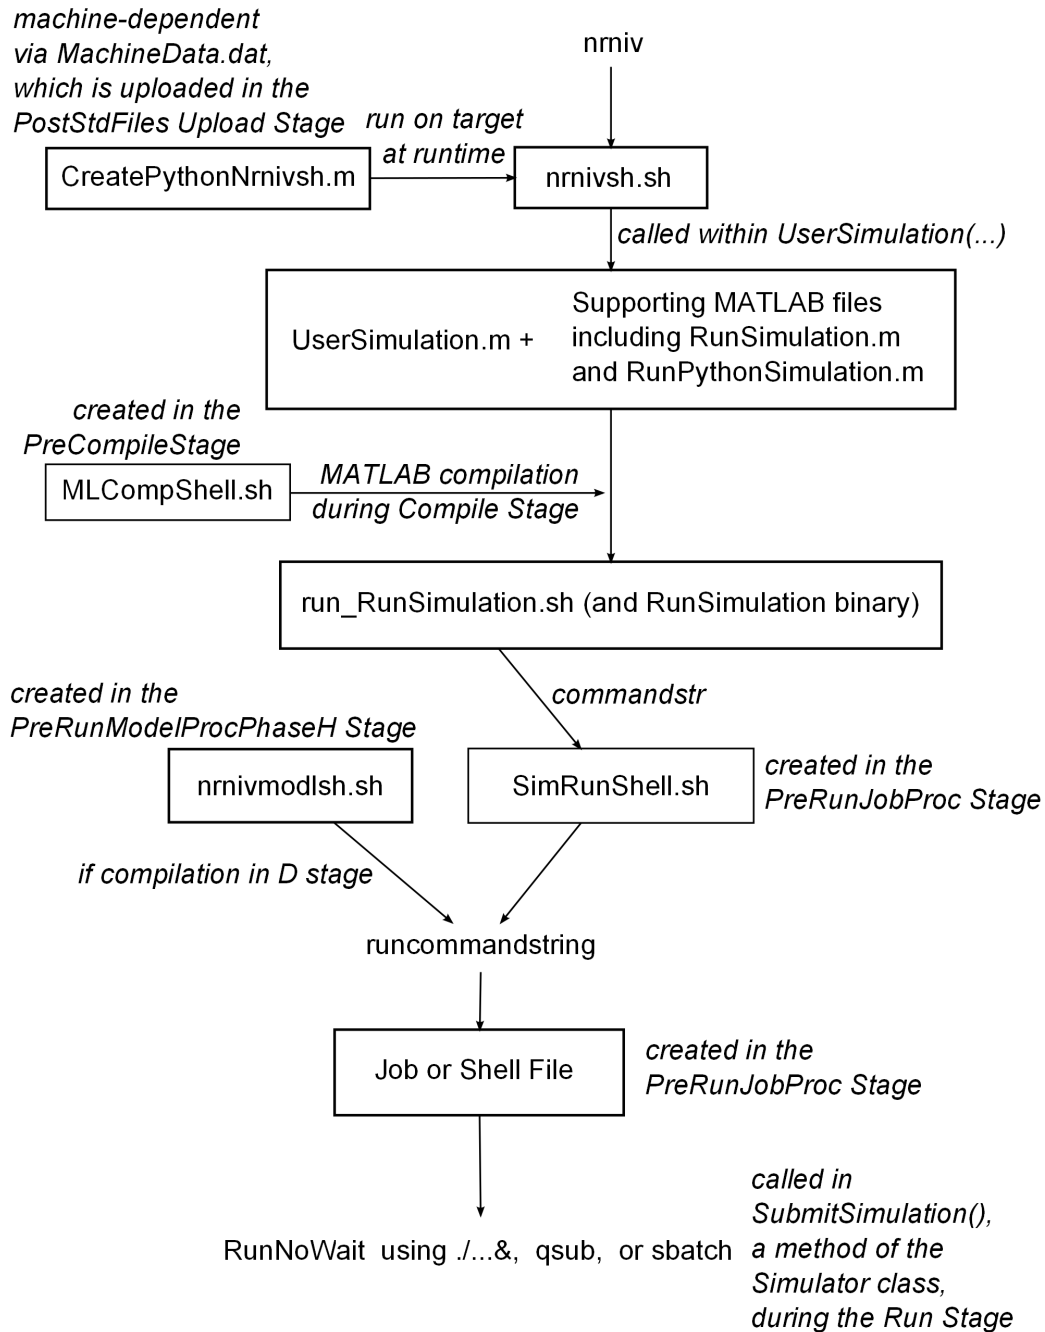 machine-dependent
via MachineData.dat,
which is uploaded in the
PostStdFiles Upload Stage
nrniv
run on target
at runtime
CreatePythonNrnivsh.m
nrnivsh.sh
called within UserSimulation(...)
UserSimulation.m +
Supporting MATLAB files
including RunSimulation.m
and RunPythonSimulation.m
created in the
PreCompileStage
MLCompShell.sh
MATLAB compilation
during Compile Stage
run_RunSimulation.sh (and RunSimulation binary)
commandstr
created in the
PreRunModelProcPhaseH Stage
nrnivmodlsh.sh
SimRunShell.sh
created in the
PreRunJobProc Stage
if compilation in D stage
runcommandstring
Job or Shell File
created in the
PreRunJobProc Stage
RunNoWait using ./...&, qsub, or sbatch
called in
SubmitSimulation(),
a method of the
Simulator class,
during the Run Stage